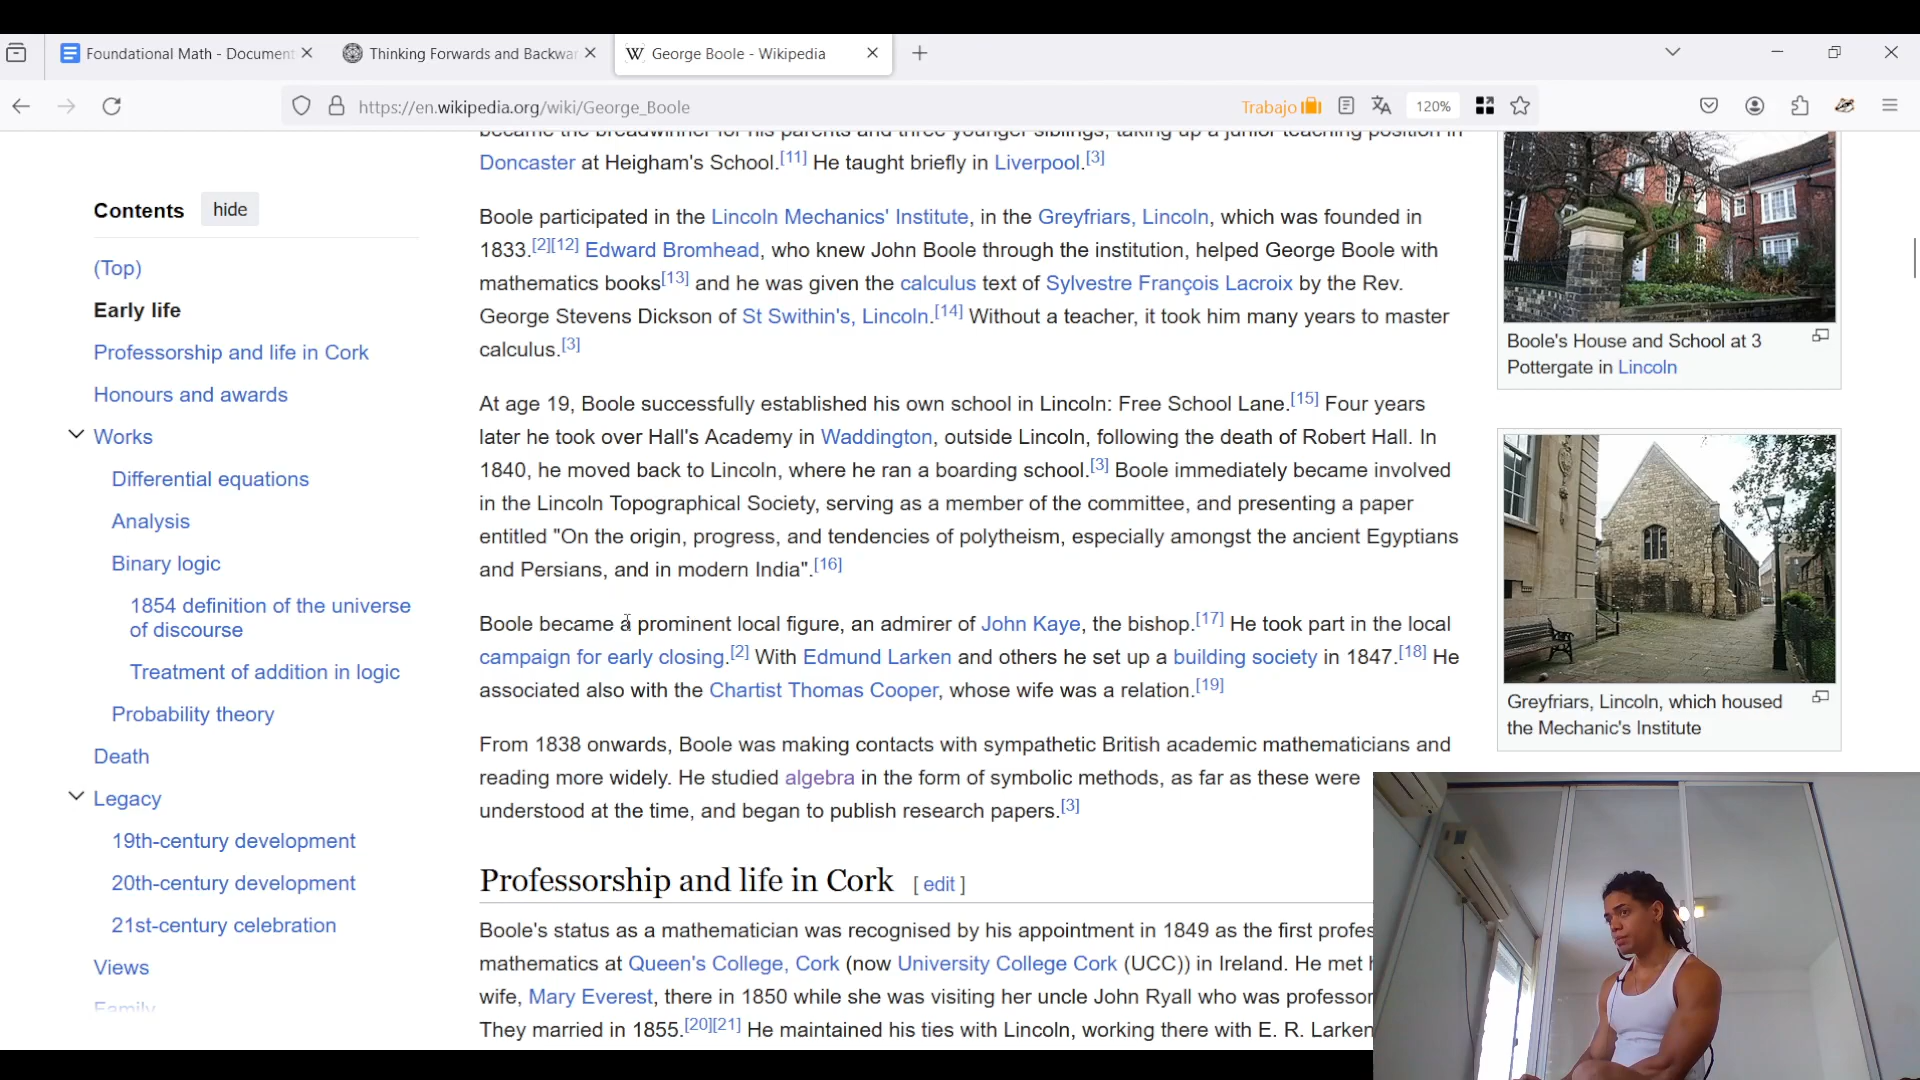 Foundational Math - Document
Thinking Forwards and Backwar
W George Boole - Wikipedia
https://en.wikipedia.org/wiki/George_Boole
Trabajo
120%
Contents
hide
(Top)
Early life
Professorship and life in Cork
Honours and awards
Works
Differential equations
Analysis
Binary logic
1854 definition of the universe
of discourse
Treatment of addition in logic
Probability theory
Death
Legacy
19th-century development
20th-century development
21st-century celebration
Views
Family
became the breadwinner for his parents and three younger siblings, taking up a junior teaching position in
Doncaster at Heigham's School.[11] He taught briefly in Liverpool.[3]
Boole participated in the Lincoln Mechanics' Institute, in the Greyfriars, Lincoln, which was founded in
1833.[2][12] Edward Bromhead, who knew John Boole through the institution, helped George Boole with
mathematics books[13] and he was given the calculus text of Sylvestre François Lacroix by the Rev.
George Stevens Dickson of St Swithin's, Lincoln.[14] Without a teacher, it took him many years to master
calculus.[3]
At age 19, Boole successfully established his own school in Lincoln: Free School Lane.[15] Four years
later he took over Hall's Academy in Waddington, outside Lincoln, following the death of Robert Hall. In
1840, he moved back to Lincoln, where he ran a boarding school.[3] Boole immediately became involved
in the Lincoln Topographical Society, serving as a member of the committee, and presenting a paper
entitled "On the origin, progress, and tendencies of polytheism, especially amongst the ancient Egyptians
and Persians, and in modern India".[16]
Boole became a prominent local figure, an admirer of John Kaye, the bishop.[17] He took part in the local
campaign for early closing.[2] With Edmund Larken and others he set up a building society in 1847.[18] He
associated also with the Chartist Thomas Cooper, whose wife was a relation.[19]
From 1838 onwards, Boole was making contacts with sympathetic British academic mathematicians and
reading more widely. He studied algebra in the form of symbolic methods, as far as these were
understood at the time, and began to publish research papers.[3]
Professorship and life in Cork [ edit ]
Boole's status as a mathematician was recognised by his appointment in 1849 as the first profes
mathematics at Queen's College, Cork (now University College Cork (UCC)) in Ireland. He met
wife, Mary Everest, there in 1850 while she was visiting her uncle John Ryall who was professor
They married in 1855.[20][21] He maintained his ties with Lincoln, working there with E. R. Larken
Boole's House and School at 3
Pottergate in Lincoln
Greyfriars, Lincoln, which housed
the Mechanic's Institute